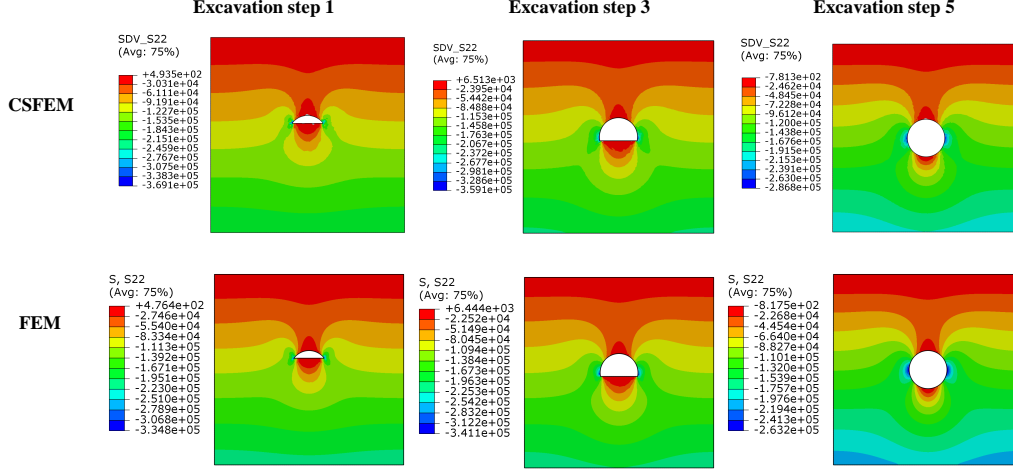 Excavation step 1
Excavation step 3
Excavation step 5
CSFEM
SDV_S22
(Avg: 75%)
+4.935e+02
-3.031e+04
-6.111e+04
-9.191e+04
-1.227e+05
-1.535e+05
-1.843e+05
-2.151e+05
-2.459e+05
-2.767e+05
-3.075e+05
-3.383e+05
-3.691e+05
SDV_S22
(Avg: 75%)
+6.513e+03
-2.395e+04
-5.442e+04
-8.488e+04
-1.153e+05
-1.458e+05
-1.763e+05
-2.067e+05
-2.372e+05
-2.677e+05
-2.981e+05
-3.286e+05
-3.591e+05
SDV_S22
(Avg: 75%)
-7.813e+02
-2.462e+04
-4.845e+04
-7.228e+04
-9.612e+04
-1.200e+05
-1.438e+05
-1.676e+05
-1.915e+05
-2.153e+05
-2.391e+05
-2.630e+05
-2.868e+05
FEM
S, S22
(Avg: 75%)
+4.764e+02
-2.746e+04
-5.540e+04
-8.334e+04
-1.113e+05
-1.392e+05
-1.671e+05
-1.951e+05
-2.230e+05
-2.510e+05
-2.789e+05
-3.068e+05
-3.348e+05
S, S22
(Avg: 75%)
+6.444e+03
-2.252e+04
-5.149e+04
-8.045e+04
-1.094e+05
-1.384e+05
-1.673e+05
-1.963e+05
-2.253e+05
-2.542e+05
-2.832e+05
-3.122e+05
-3.411e+05
S, S22
(Avg: 75%)
-8.175e+02
-2.268e+04
-4.454e+04
-6.640e+04
-8.827e+04
-1.101e+05
-1.320e+05
-1.539e+05
-1.757e+05
-1.976e+05
-2.194e+05
-2.413e+05
-2.632e+05